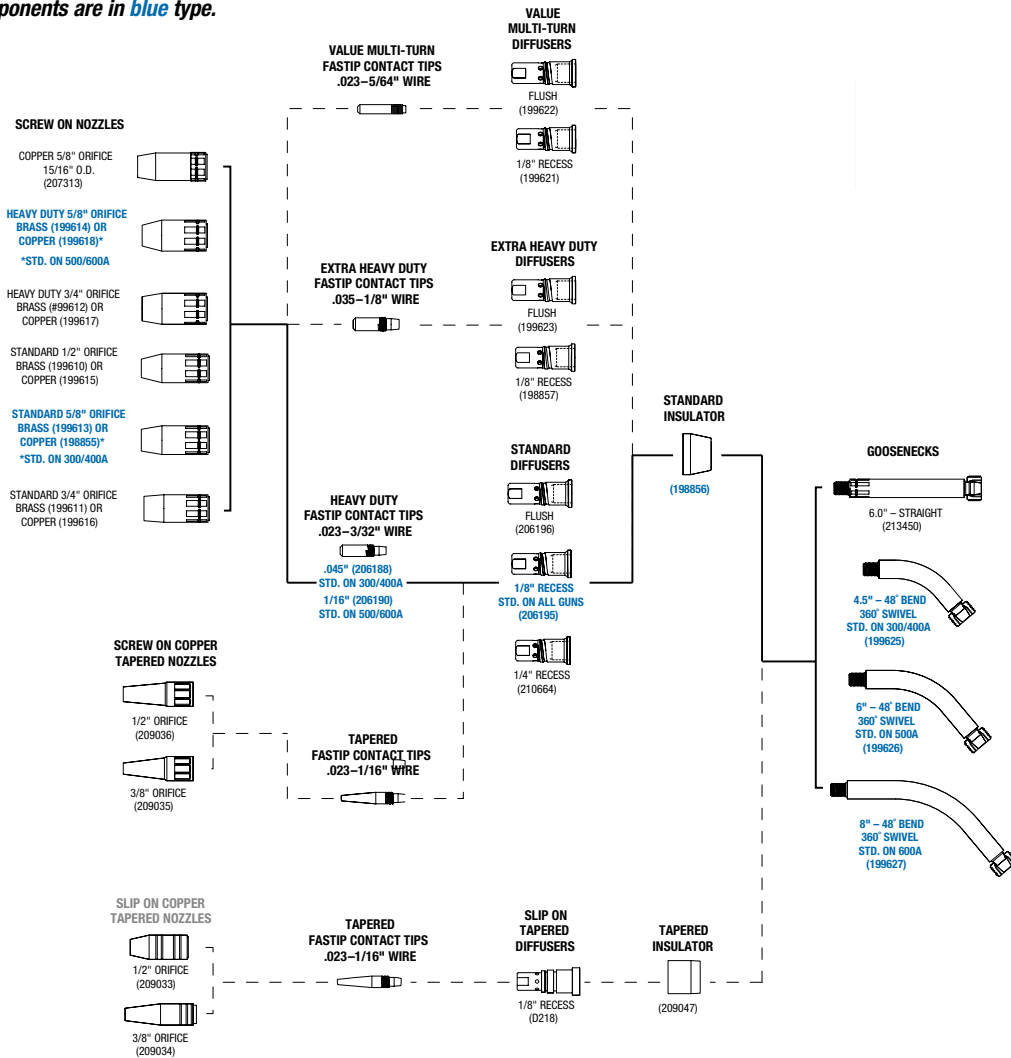 ponents are in blue type.
VALUE
MULTI-TURN
DIFFUSERS
VALUE MULTI-TURN
FASTIP CONTACT TIPS
.023–5/64" WIRE
FLUSH
(199622)
1/8" RECESS
(199621)
SCREW ON NOZZLES
COPPER 5/8" ORIFICE
15/16" O.D.
(207313)
HEAVY DUTY 5/8" ORIFICE
BRASS (199614) OR
COPPER (199618)*
*STD. ON 500/600A
HEAVY DUTY 3/4" ORIFICE
BRASS (#99612) OR
COPPER (199617)
STANDARD 1/2" ORIFICE
BRASS (199610) OR
COPPER (199615)
STANDARD 5/8" ORIFICE
BRASS (199613) OR
COPPER (198855)*
*STD. ON 300/400A
STANDARD 3/4" ORIFICE
BRASS (199611) OR
COPPER (199616)
EXTRA HEAVY DUTY
FASTIP CONTACT TIPS
.035–1/8" WIRE
EXTRA HEAVY DUTY
DIFFUSERS
FLUSH
(199623)
1/8" RECESS
(198857)
HEAVY DUTY
FASTIP CONTACT TIPS
.023–3/32" WIRE
.045" (206188)
STD. ON 300/400A
1/16" (206190)
STD. ON 500/600A
STANDARD
DIFFUSERS
FLUSH
(206196)
1/8" RECESS
STD. ON ALL GUNS
(206195)
1/4" RECESS
(210664)
STANDARD
INSULATOR
(198856)
GOOSENECKS
6.0" – STRAIGHT
(213450)
4.5" – 48° BEND
360° SWIVEL
STD. ON 300/400A
(199625)
6" – 48° BEND
360° SWIVEL
STD. ON 500A
(199626)
8" – 48° BEND
360° SWIVEL
STD. ON 600A
(199627)
SCREW ON COPPER
TAPERED NOZZLES
1/2" ORIFICE
(209036)
3/8" ORIFICE
(209035)
TAPERED
FASTIP CONTACT TIPS
.023–1/16" WIRE
SLIP ON COPPER
TAPERED NOZZLES
1/2" ORIFICE
(209033)
3/8" ORIFICE
(209034)
TAPERED
FASTIP CONTACT TIPS
.023–1/16" WIRE
SLIP ON
TAPERED
DIFFUSERS
1/8" RECESS
(D218)
TAPERED
INSULATOR
(209047)